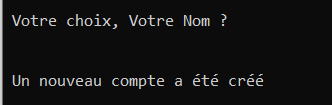 Votre choix, Votre Nom ?
Un nouveau compte a été créé